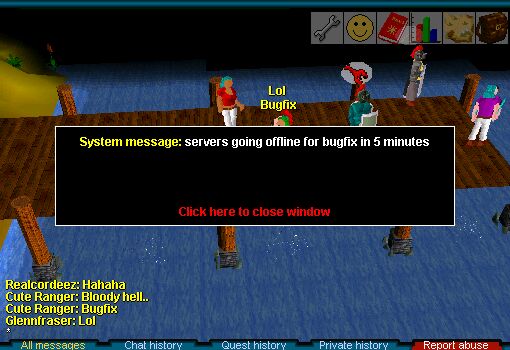 Lol
Bugfix
System message: servers going offline for bugfix in 5 minutes
Click here to close window
Realcordeez: Hahaha
Cute Ranger: Bloody hell..
Cute Ranger: Bugfix
Glennfraser: Lol
*
All messages
Chat history
Quest history
Private history
Report abuse